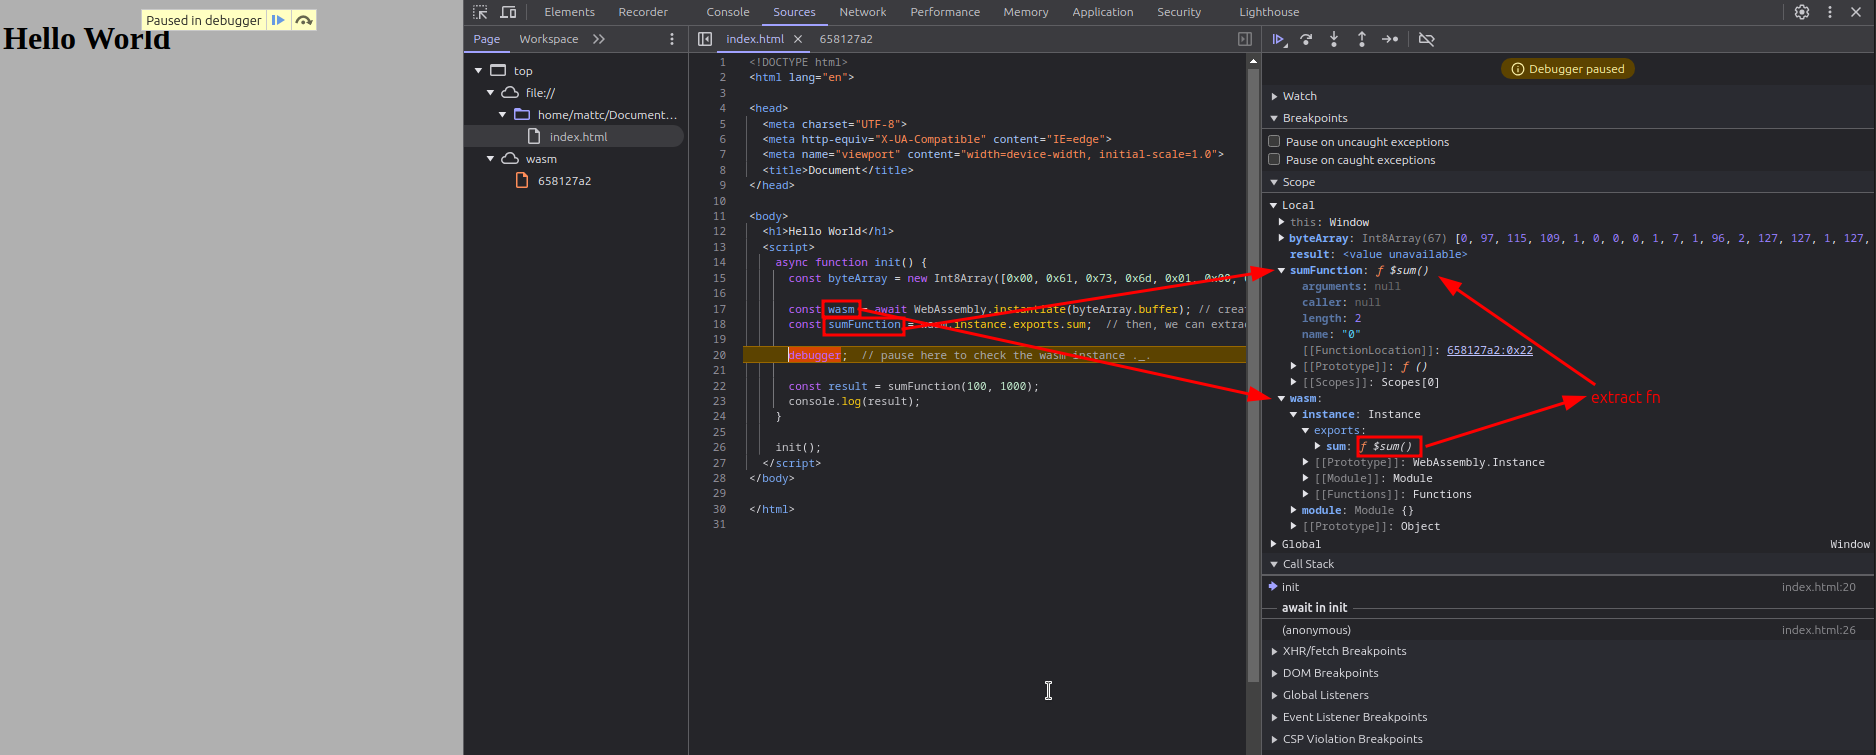 Paused in debugger
Hello World
Elements Recorder Console Sources Network Performance Memory Application Security Lighthouse
Page Workspace
top
file://
home/mattc/Document...
index.html
wasm
658127a2
index.html 658127a2
1 <!DOCTYPE html>
2 <html lang="en">
3
4 <head>
5 <meta charset="UTF-8">
6 <meta http-equiv="X-UA-Compatible" content="IE=edge">
7 <meta name="viewport" content="width=device-width, initial-scale=1.0">
8 <title>Document</title>
9 </head>
10
11 <body>
12 <h1>Hello World</h1>
13 <script>
14 async function init() {
15 const byteArray = new Int8Array([0x00, 0x61, 0x73, 0x6d, 0x01, 0x00,
16
17 const wasm = await WebAssembly.instantiate(byteArray.buffer); // crea
18 const sumFunction = wasm.instance.exports.sum; // then, we can extra
19
20 debugger; // pause here to check the wasm instance ._.
21
22 const result = sumFunction(100, 1000);
23 console.log(result);
24 }
25
26 init();
27 </script>
28 </body>
29
30 </html>
31
Debugger paused
Watch
Breakpoints
Pause on uncaught exceptions
Pause on caught exceptions
Scope
Local
this: Window
byteArray: Int8Array(67) [0, 97, 115, 109, 1, 0, 0, 0, 1, 7, 1, 96, 2, 127, 127, 1, 127,
result: <value unavailable>
sumFunction: ƒ $sum()
arguments: null
caller: null
length: 2
name: "0"
[[FunctionLocation]]: 658127a2:0x22
[[Prototype]]: ƒ ()
[[Scopes]]: Scopes[0]
wasm:
instance: Instance
exports:
sum: ƒ $sum()
[[Prototype]]: WebAssembly.Instance
[[Module]]: Module
[[Functions]]: Functions
module: Module {}
[[Prototype]]: Object
extract fn
Global Window
Call Stack
init index.html:20
await in init
(anonymous) index.html:26
XHR/fetch Breakpoints
DOM Breakpoints
Global Listeners
Event Listener Breakpoints
CSP Violation Breakpoints